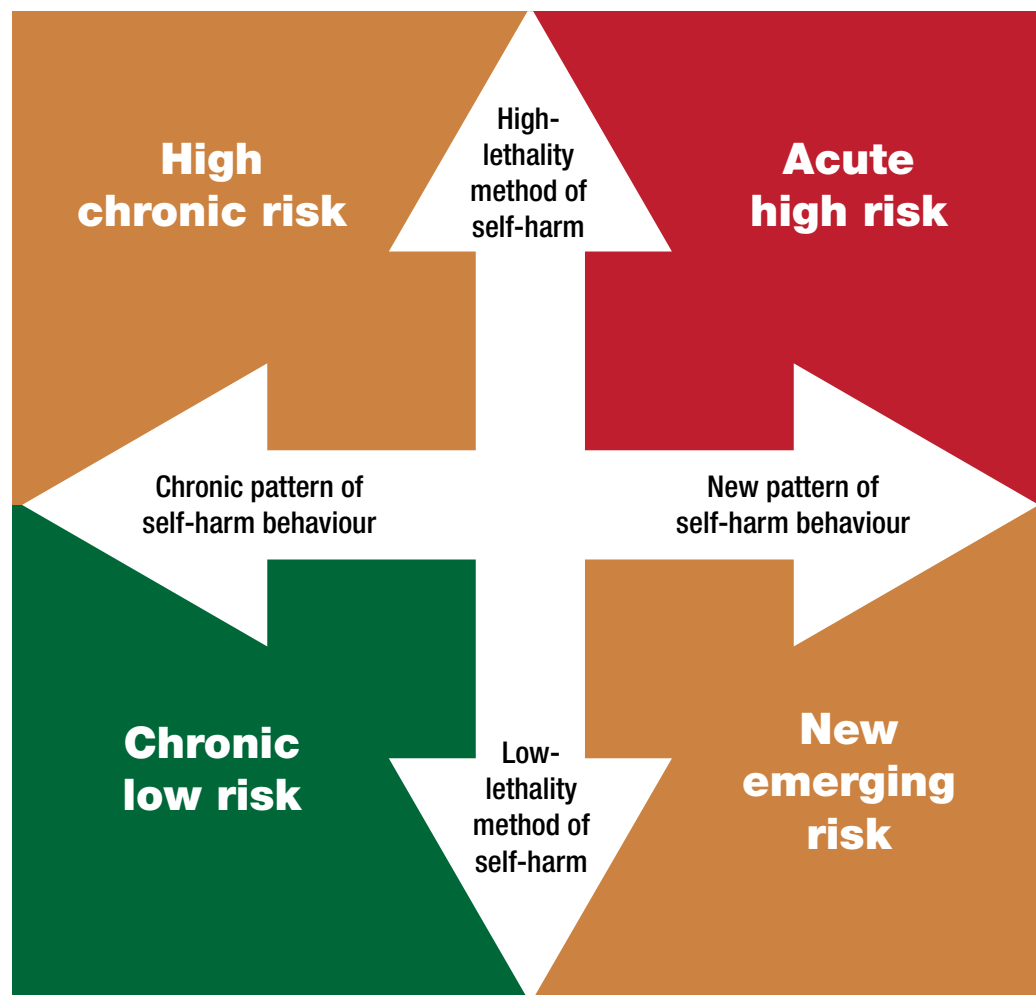 High
chronic risk
High-
lethality
method of
self-harm
Acute
high risk
Chronic pattern of
self-harm behaviour
New pattern of
self-harm behaviour
Chronic
low risk
Low-
lethality
method of
self-harm
New
emerging
risk